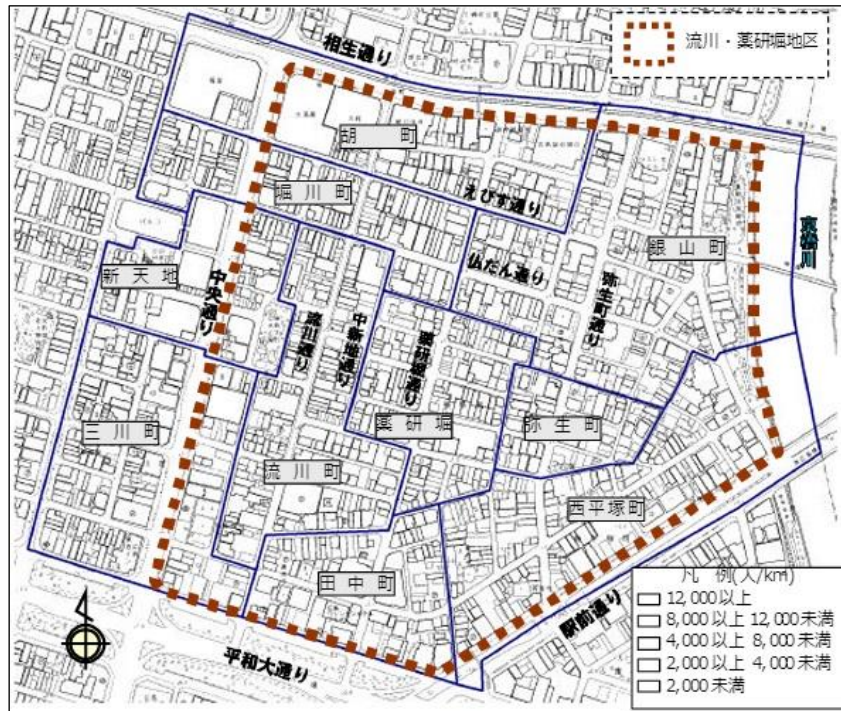 相生通り
流川・薬研堀地区
胡町
堀川町
えびす通り
銀山町
京橋川
仏だん通り
新天地
中央通り
流川通り
中新地通り
薬研堀通り
弥生町通り
三川町
薬研堀
弥生町
流川町
西平塚町
田中町
駅前通り
平和大通り
凡 例(人/km²)
12,000以上
8,000以上 12,000未満
4,000以上 8,000未満
2,000以上 4,000未満
2,000未満